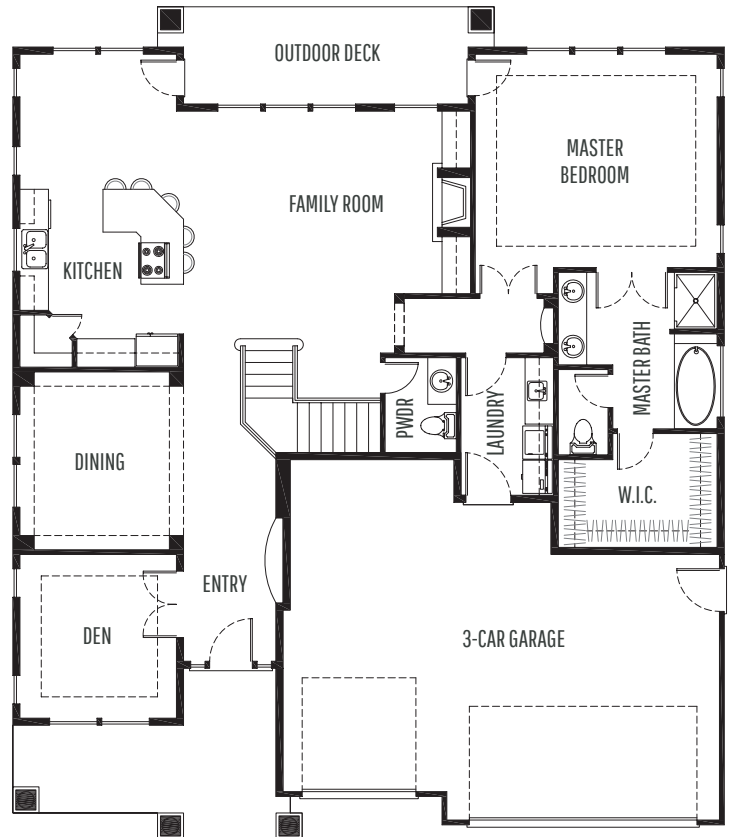 OUTDOOR DECK
MASTER
BEDROOM
FAMILY ROOM
KITCHEN
MASTER BATH
PWDR
LAUNDRY
DINING
W.I.C.
ENTRY
DEN
3-CAR GARAGE